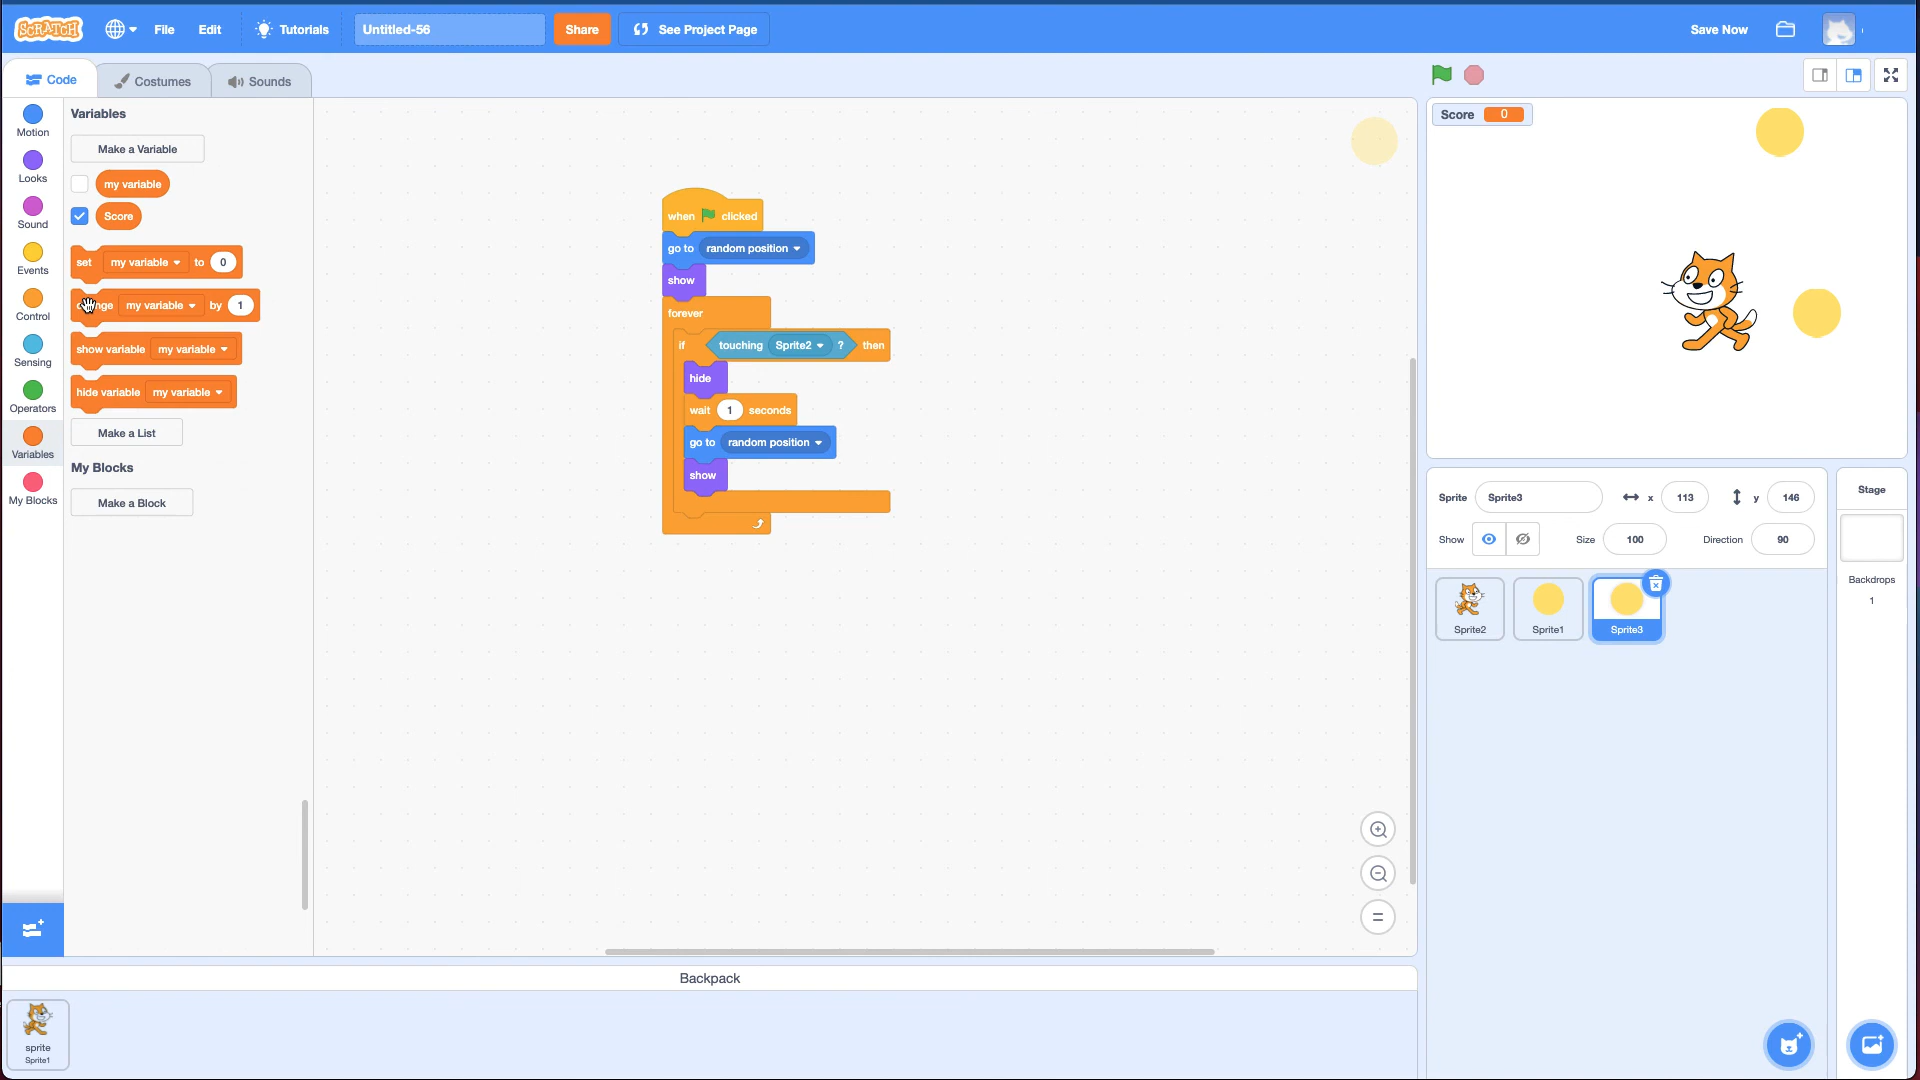 SCRATCH File Edit Tutorials Untitled-56 Share See Project Page Save Now
Code Costumes Sounds
Motion
Looks
Sound
Events
Control
Sensing
Operators
Variables
My Blocks
Variables
Make a Variable
my variable
Score
set my variable to 0
my variable by 1
show variable my variable
hide variable my variable
Make a List
My Blocks
Make a Block
when clicked
go to random position
show
forever
if touching Sprite2 ? then
hide
wait 1 seconds
go to random position
show
Score 0
Sprite Sprite3 x 113 y 146
Show Size 100 Direction 90
Sprite2 Sprite1 Sprite3
Stage
Backdrops
1
Backpack
sprite
Sprite1